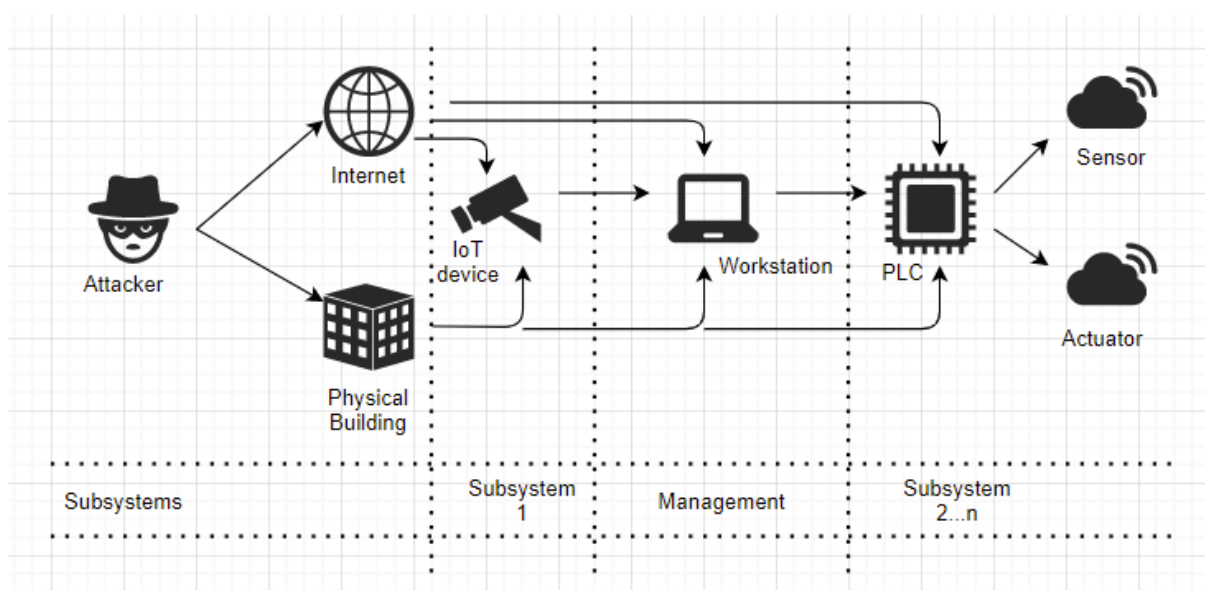 Internet
Sensor
Attacker
IoT
device
Workstation
PLC
Actuator
Physical
Building
Subsystems
Subsystem
1
Management
Subsystem
2...n